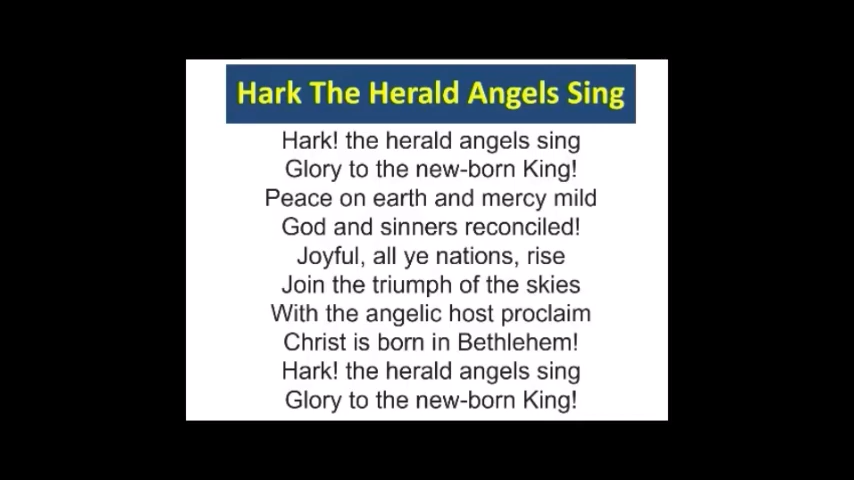 Hark The Herald Angels Sing
Hark! the herald angels sing
Glory to the new-born King!
Peace on earth and mercy mild
God and sinners reconciled!
Joyful, all ye nations, rise
Join the triumph of the skies
With the angelic host proclaim
Christ is born in Bethlehem!
Hark! the herald angels sing
Glory to the new-born King!